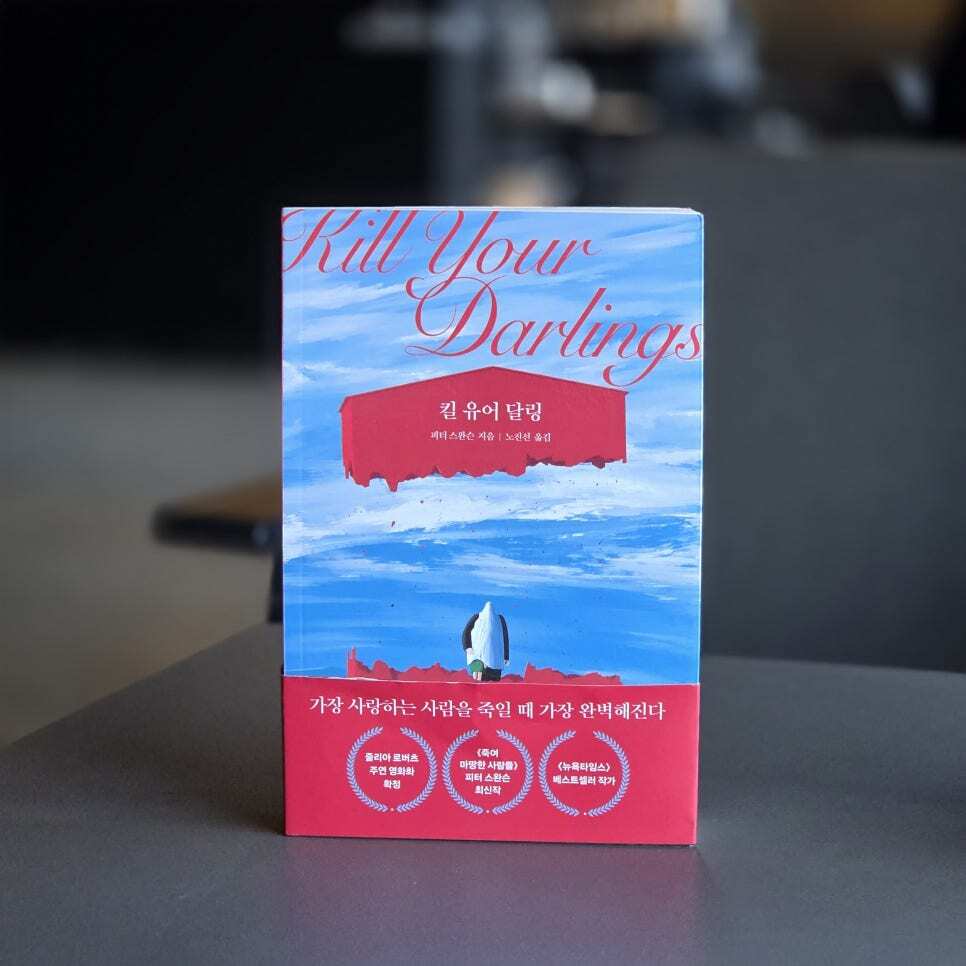 Kill Your
Darlings
킬 유어 달링
피터 스완슨 지음 | 노진선 옮김
가장 사랑하는 사람을 죽일 때 가장 완벽해진다
줄리아 로버츠
주연 영화화
확정
《죽여
마땅한 사람들》
피터 스완슨
최신작
《뉴욕타임스》
베스트셀러 작가